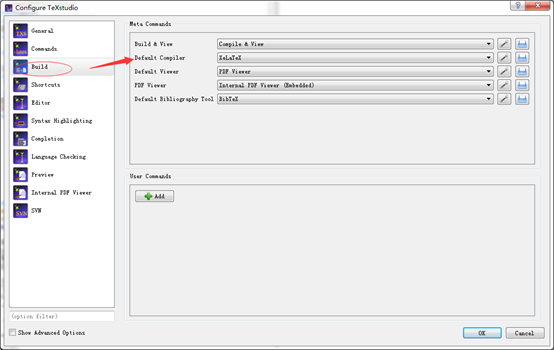 Configure TeXstudio
General
Commands
Build
Shortcuts
Editor
Syntax Highlighting
Completion
Language Checking
Preview
Internal PDF Viewer
SVN
(option filter)
Show Advanced Options
Meta Commands
Build & View Compile & View
Default Compiler XeLaTeX
Default Viewer PDF Viewer
PDF Viewer Internal PDF Viewer (Embedded)
Default Bibliography Tool BibTeX
User Commands
Add
OK Cancel